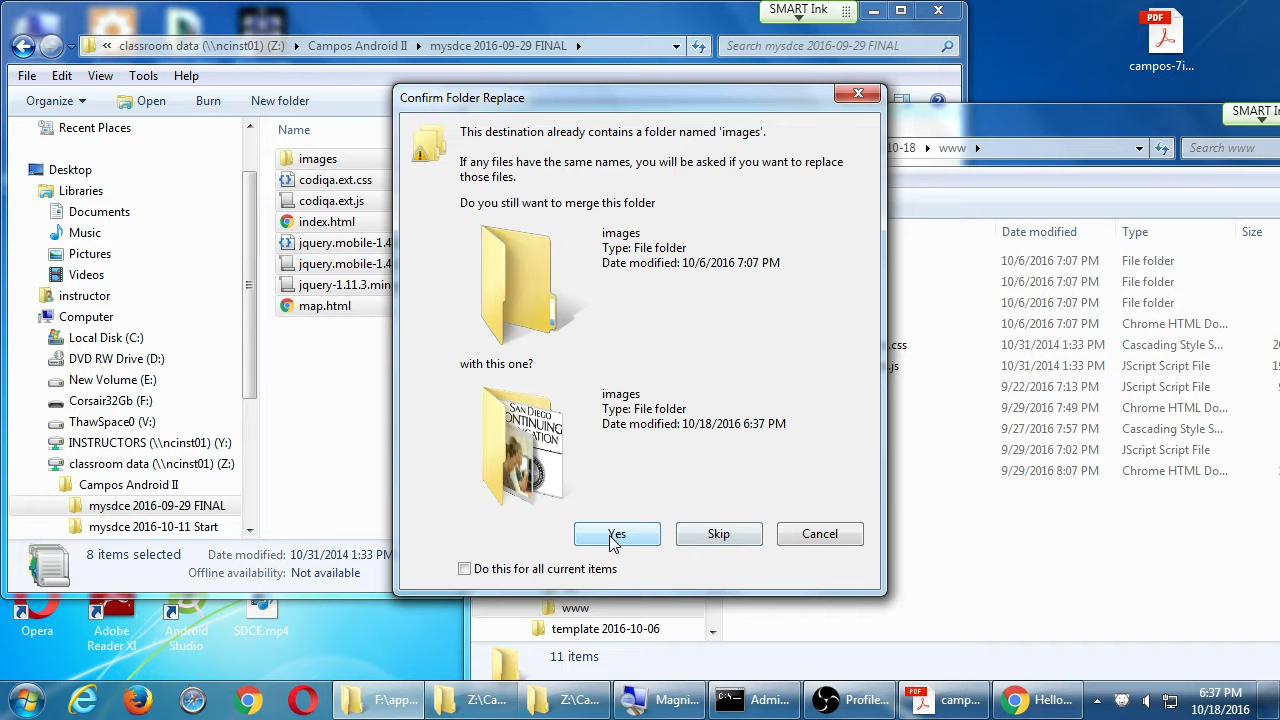 SMART Ink
PDF
campos-7i...
« classroom data (\\ncinst01) (Z:) Campos Android II mysdce 2016-09-29 FINAL
Search mysdce 2016-09-29 FINAL
File Edit View Tools Help
Organize Open Burn New folder
Recent Places
Desktop
Libraries
Documents
Music
Pictures
Videos
instructor
Computer
Local Disk (C:)
DVD RW Drive (D:)
New Volume (E:)
Corsair32Gb (F:)
ThawSpace0 (V:)
INSTRUCTORS (\\ncinst01) (Y:)
classroom data (\\ncinst01) (Z:)
Campos Android II
mysdce 2016-09-29 FINAL
mysdce 2016-10-11 Start
Name
images
codiqa.ext.css
codiqa.ext.js
index.html
jquery.mobile-1.4
jquery.mobile-1.4
jquery-1.11.3.min
map.html
8 items selected
Date modified: 10/31/2014 1:33 PM
Offline availability: Not available
Confirm Folder Replace
This destination already contains a folder named 'images'.
If any files have the same names, you will be asked if you want to replace
those files.
Do you still want to merge this folder
images
Type: File folder
Date modified: 10/6/2016 7:07 PM
with this one?
SAN DIEGO
CONTINUING
images
Type: File folder
Date modified: 10/18/2016 6:37 PM
Yes Skip Cancel
Do this for all current items
SMART Ink
10-18 www
Search www
Date modified Type Size
10/6/2016 7:07 PM File folder
10/6/2016 7:07 PM File folder
10/6/2016 7:07 PM File folder
10/6/2016 7:07 PM Chrome HTML Do...
.css 10/31/2014 1:33 PM Cascading Style S...
.js 10/31/2014 1:33 PM JScript Script File
9/22/2016 7:13 PM JScript Script File
9/29/2016 7:49 PM Chrome HTML Do...
9/27/2016 7:57 PM Cascading Style S...
9/29/2016 7:02 PM JScript Script File
9/29/2016 8:07 PM Chrome HTML Do...
www
template 2016-10-06
11 items
Opera
Adobe
Reader XI
Android
Studio
SDCE.mp4
F:\app...
Z:\Ca...
Z:\Ca...
Magni...
Admi...
Profile...
PDF
camp...
Hello...
6:37 PM
10/18/2016